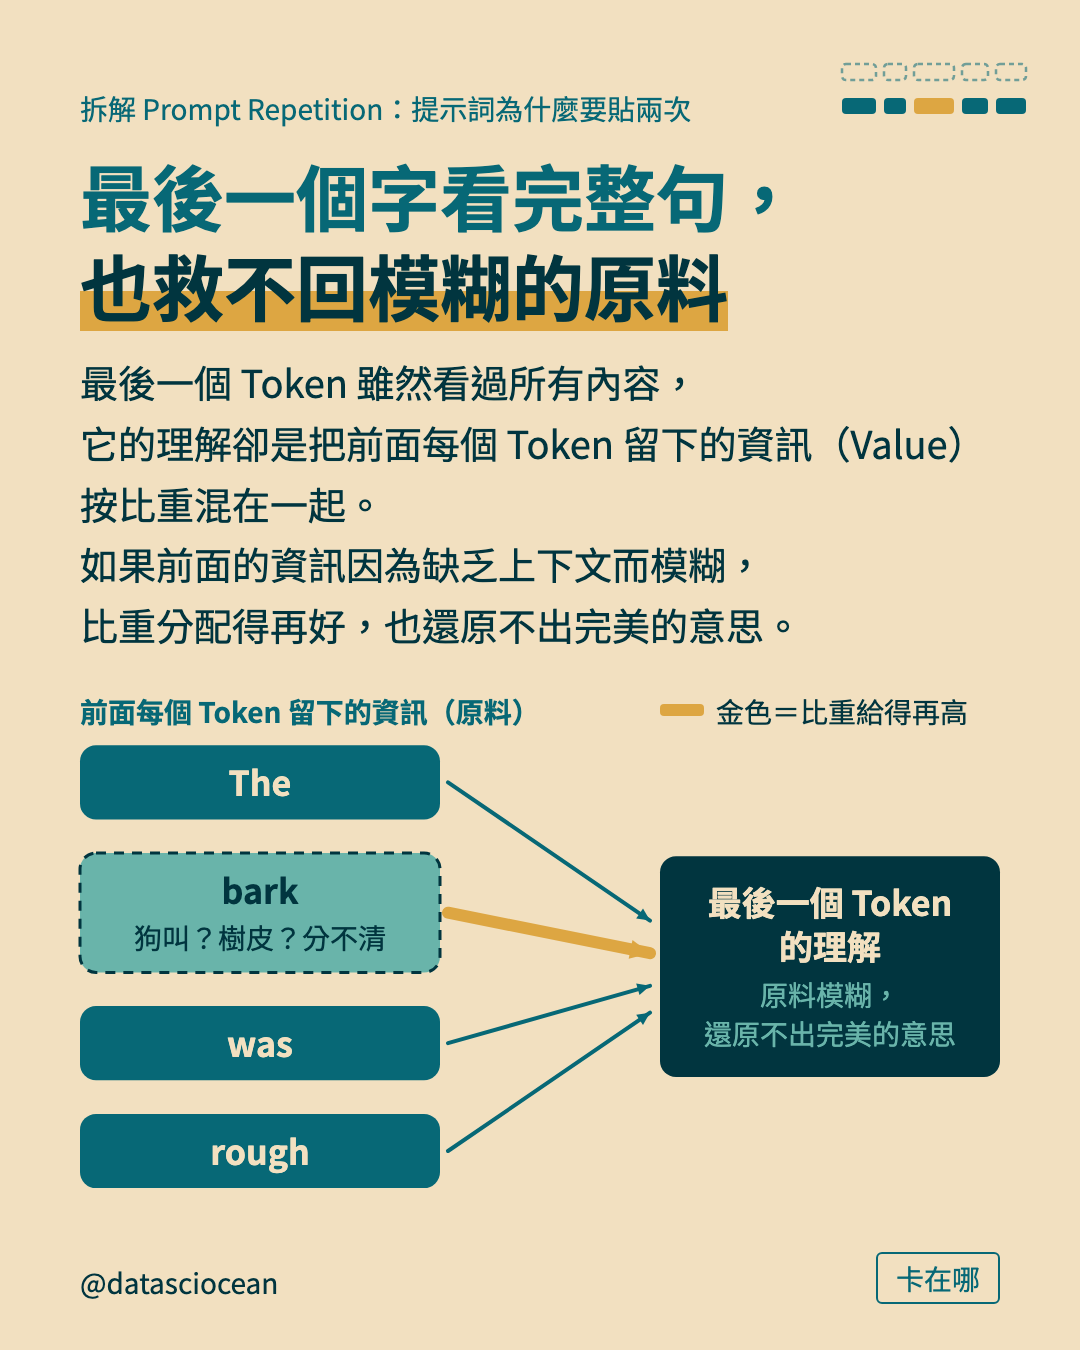 拆解 Prompt Repetition：提示詞為什麼要貼兩次
最後一個字看完整句，
也救不回模糊的原料
最後一個 Token 雖然看過所有內容，
它的理解卻是把前面每個 Token 留下的資訊（Value）
按比重混在一起。
如果前面的資訊因為缺乏上下文而模糊，
比重分配得再好，也還原不出完美的意思。
前面每個 Token 留下的資訊（原料）
金色＝比重給得再高
The
bark
狗叫？樹皮？分不清
was
rough
最後一個 Token
的理解
原料模糊，
還原不出完美的意思
@datasciocean
卡在哪